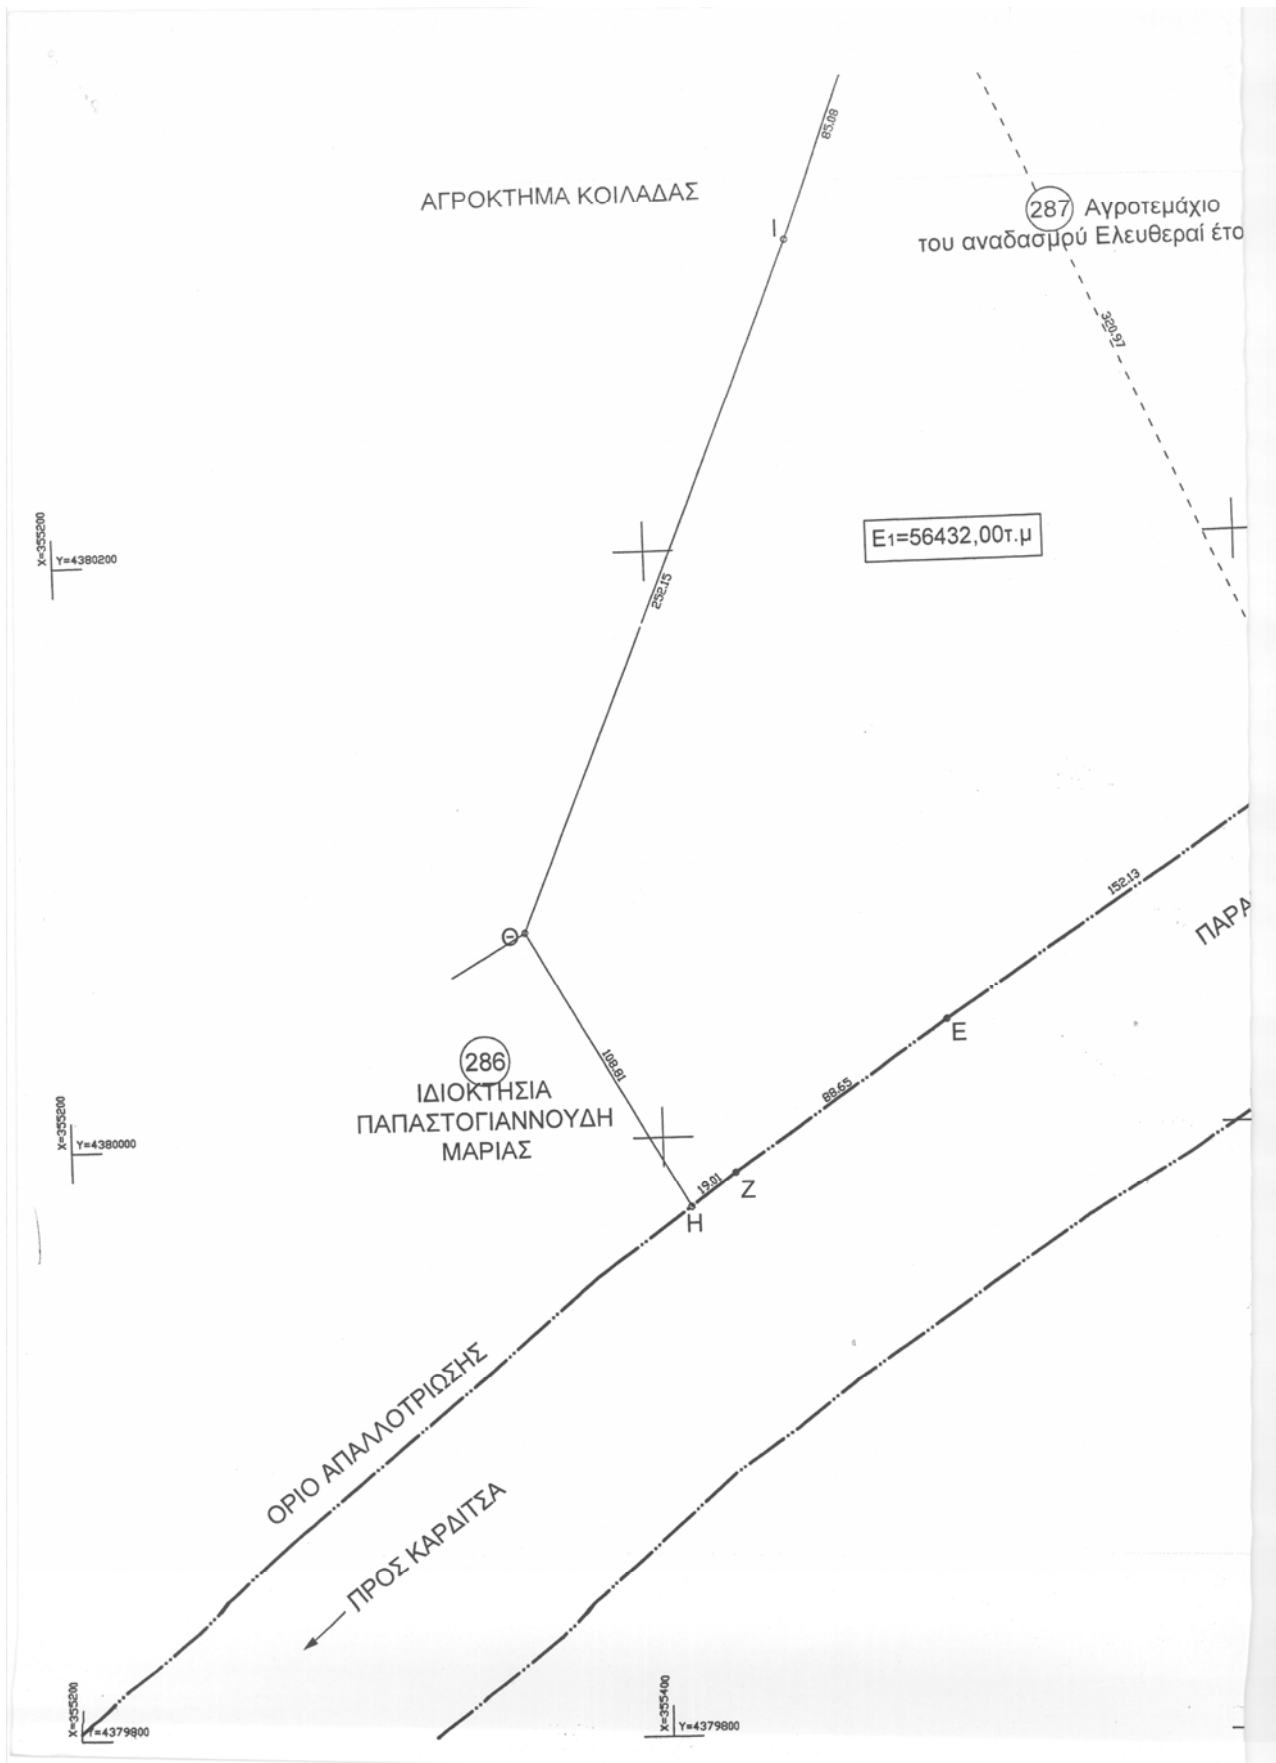 85.08
ΑΓΡΟΚΤΗΜΑ ΚΟΙΛΑΔΑΣ
287 Αγροτεμάχιο
του αναδασμού Ελευθεραί έτο
Ι
320.97
X=355200
Y=4380200
E1=56432,00τ.μ
252.15
152.13
ΠΑΡΑ
Θ
E
286
ΙΔΙΟΚΤΗΣΙΑ
ΠΑΠΑΣΤΟΓΙΑΝΝΟΥΔΗ
ΜΑΡΙΑΣ
108.81
88.65
X=355200
Y=4380000
19.01
Z
H
ΟΡΙΟ ΑΠΑΛΛΟΤΡΙΩΣΗΣ
ΠΡΟΣ ΚΑΡΔΙΤΣΑ
X=355200
Y=4379800
X=355400
Y=4379800